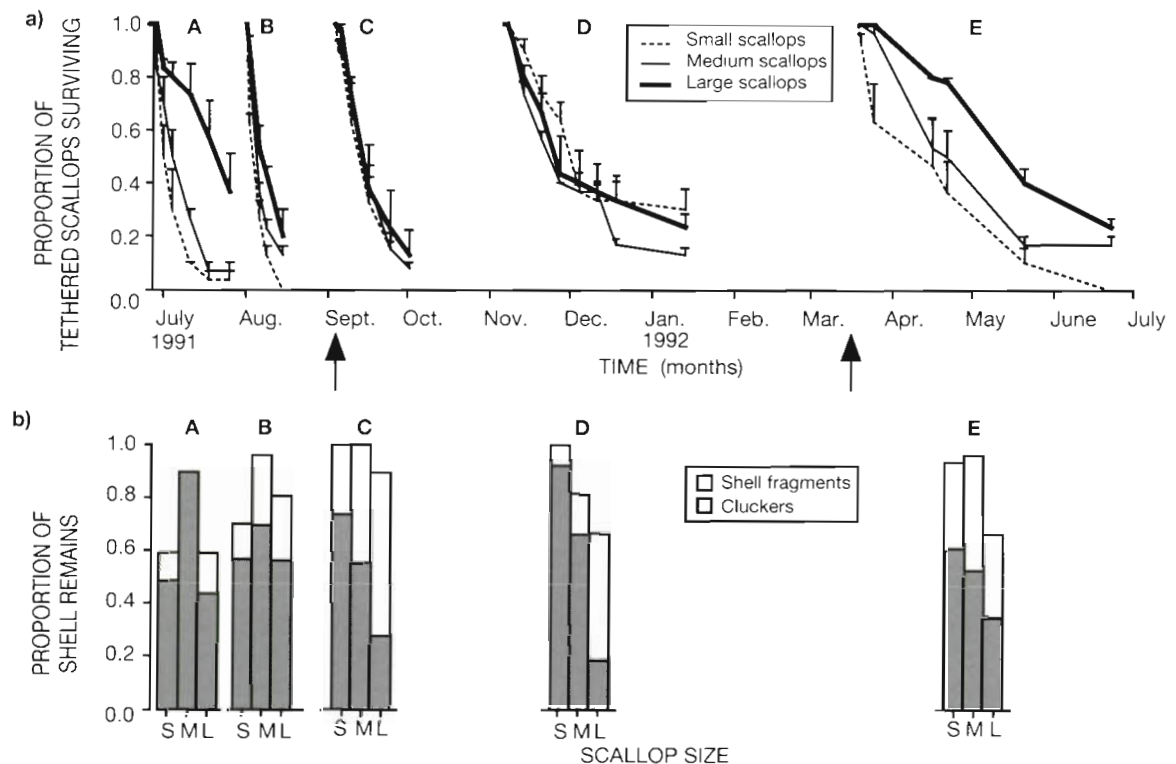 a)
A B C D E
PROPORTION OF
TETHERED SCALLOPS SURVIVING
1.0
0.8
0.6
0.4
0.2
0.0
Small scallops
Medium scallops
Large scallops
July Aug. Sept. Oct. Nov. Dec. Jan. Feb. Mar. Apr. May June July
1991 1992
TIME (months)
b)
A B C D E
PROPORTION OF
SHELL REMAINS
1.0
0.8
0.6
0.4
0.2
0.0
Shell fragments
Cluckers
S M L S M L S M L S M L S M L
SCALLOP SIZE